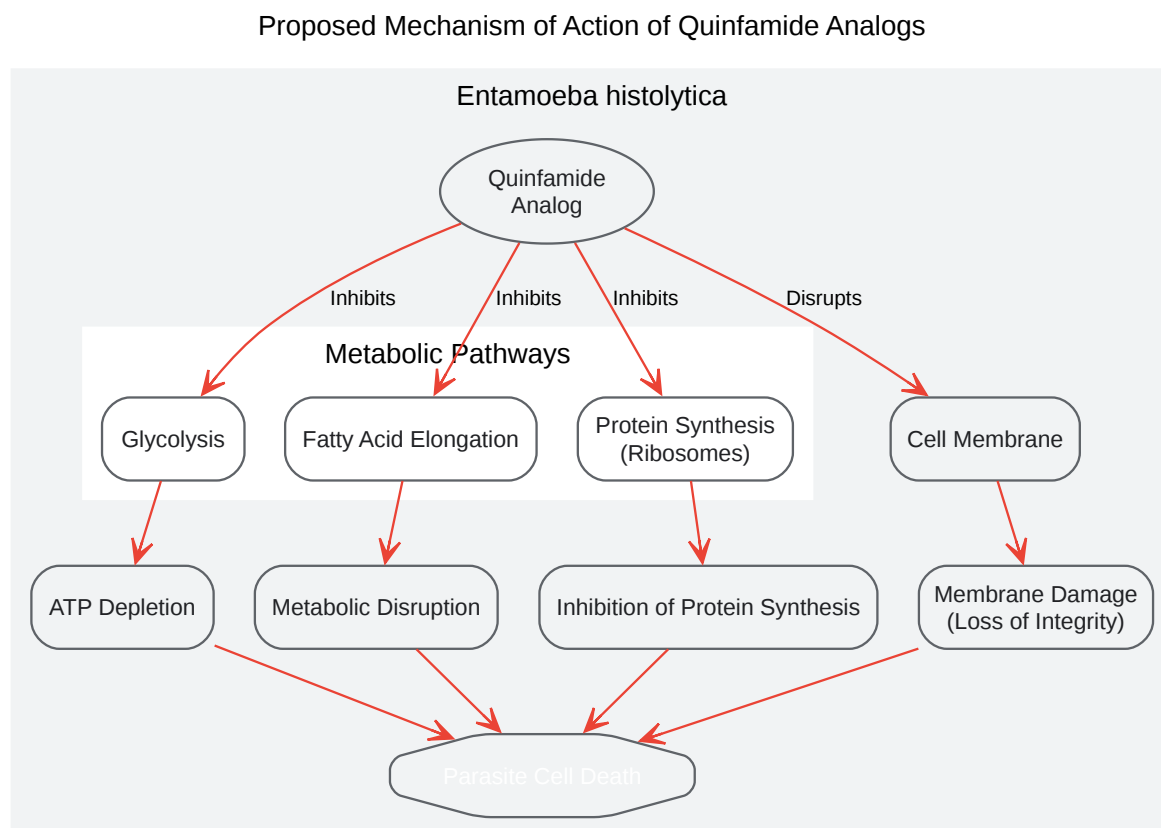 Proposed Mechanism of Action of Quinfamide Analogs
Entamoeba histolytica
Quinfamide
Analog
Inhibits
Inhibits
Inhibits
Disrupts
Metabolic Pathways
Glycolysis
Fatty Acid Elongation
Protein Synthesis
(Ribosomes)
Cell Membrane
ATP Depletion
Metabolic Disruption
Inhibition of Protein Synthesis
Membrane Damage
(Loss of Integrity)
Parasite Cell Death